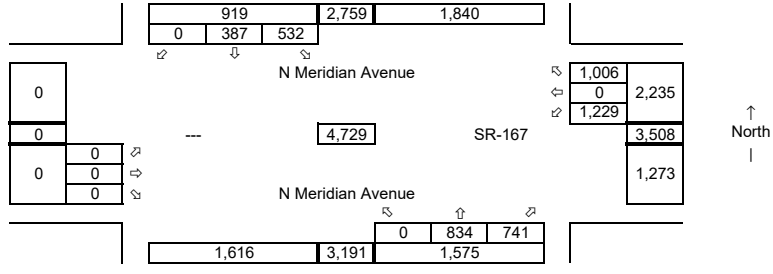 919 2,759 1,840
0 387 532
⬃ ⇩ ⬂
N Meridian Avenue
⬁ 1,006
0 ⇦ 0 2,235
⬃ 1,229
0 --- 4,729 SR-167 3,508
↑
North
|
0 ⬀
0 0 ⇨ 1,273
0 ⬂
N Meridian Avenue
⬁ ⇧ ⬀
0 834 741
1,616 3,191 1,575